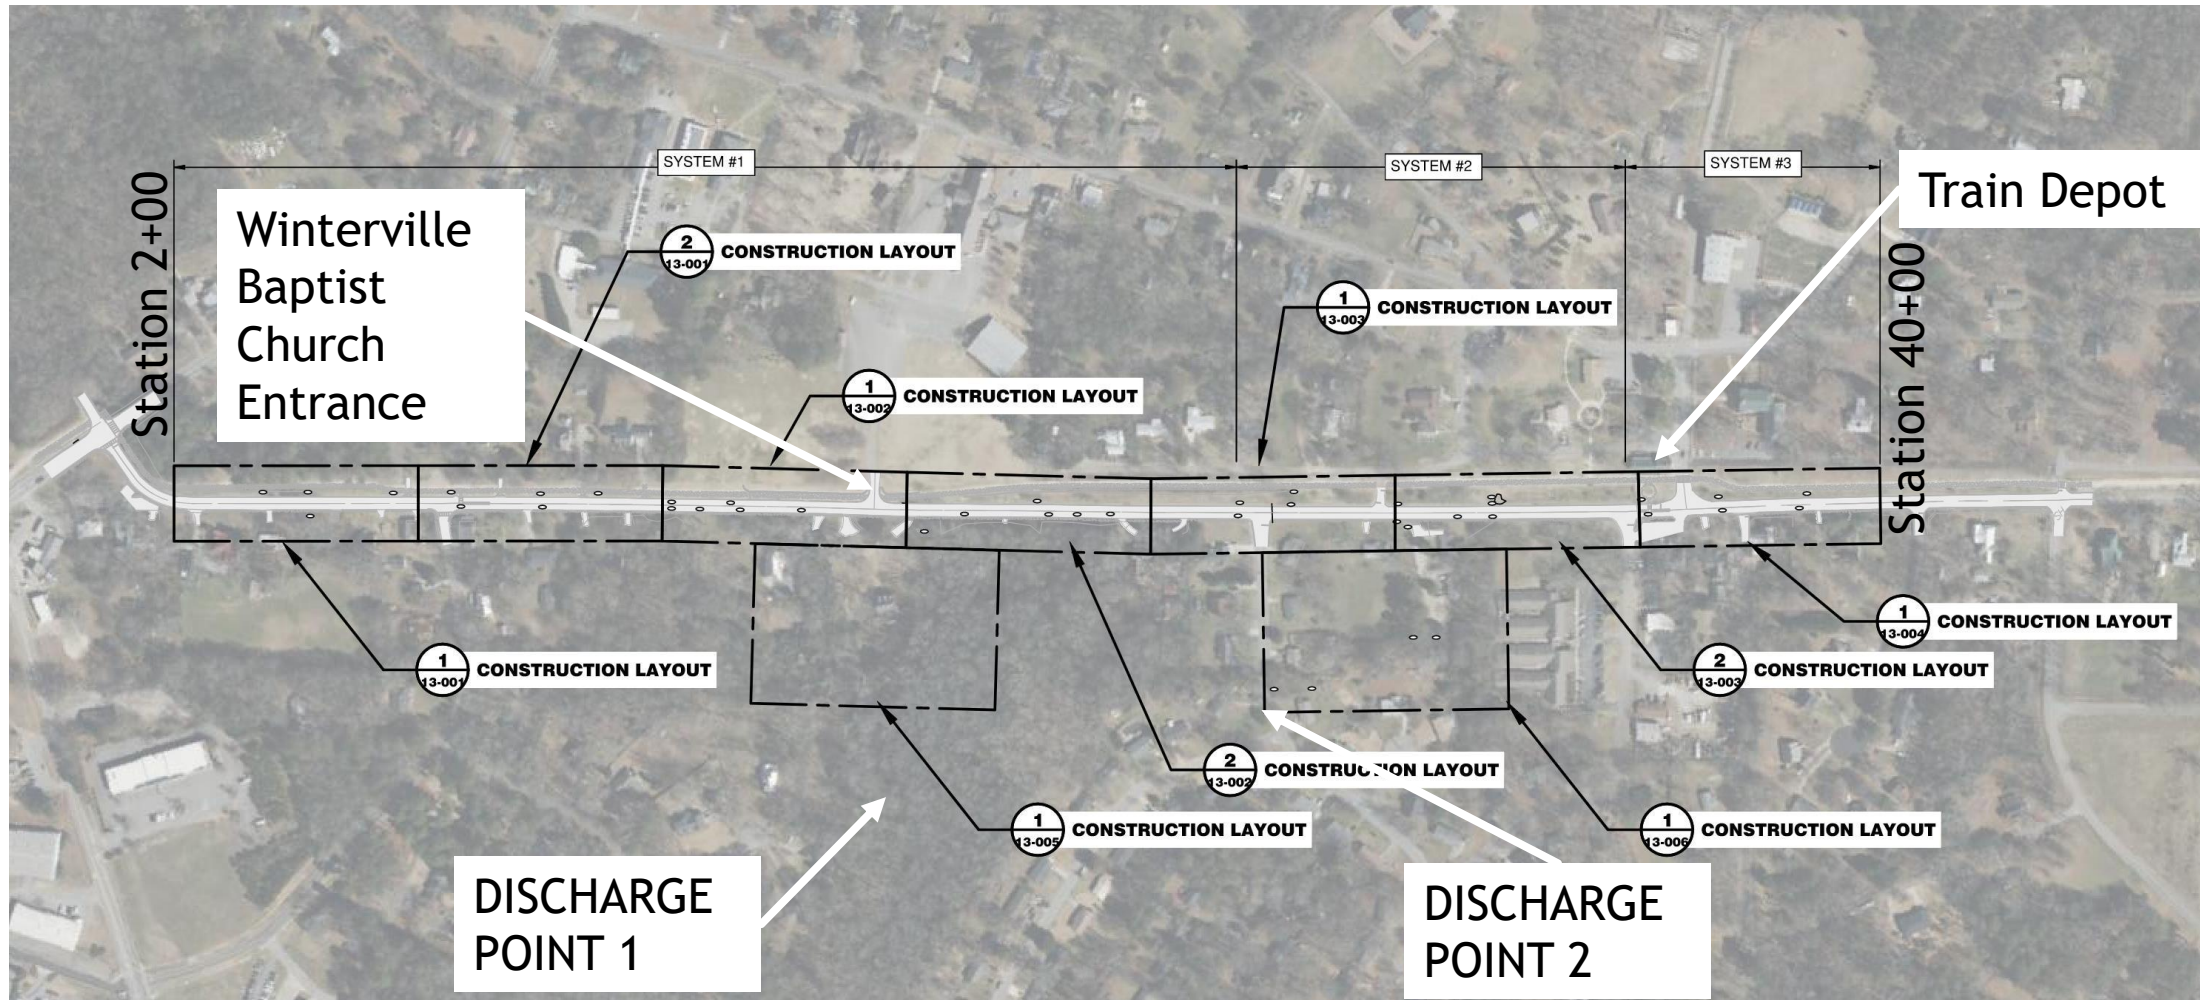 SYSTEM #1
SYSTEM #2
SYSTEM #3
Station 2+00
Winterville
Baptist
Church
Entrance
Train Depot
Station 40+00
2
13-001
CONSTRUCTION LAYOUT
1
13-003
CONSTRUCTION LAYOUT
1
13-002
CONSTRUCTION LAYOUT
1
13-004
CONSTRUCTION LAYOUT
1
13-001
CONSTRUCTION LAYOUT
2
13-003
CONSTRUCTION LAYOUT
2
13-002
CONSTRUCTION LAYOUT
1
13-005
CONSTRUCTION LAYOUT
1
13-006
CONSTRUCTION LAYOUT
DISCHARGE
POINT 1
DISCHARGE
POINT 2